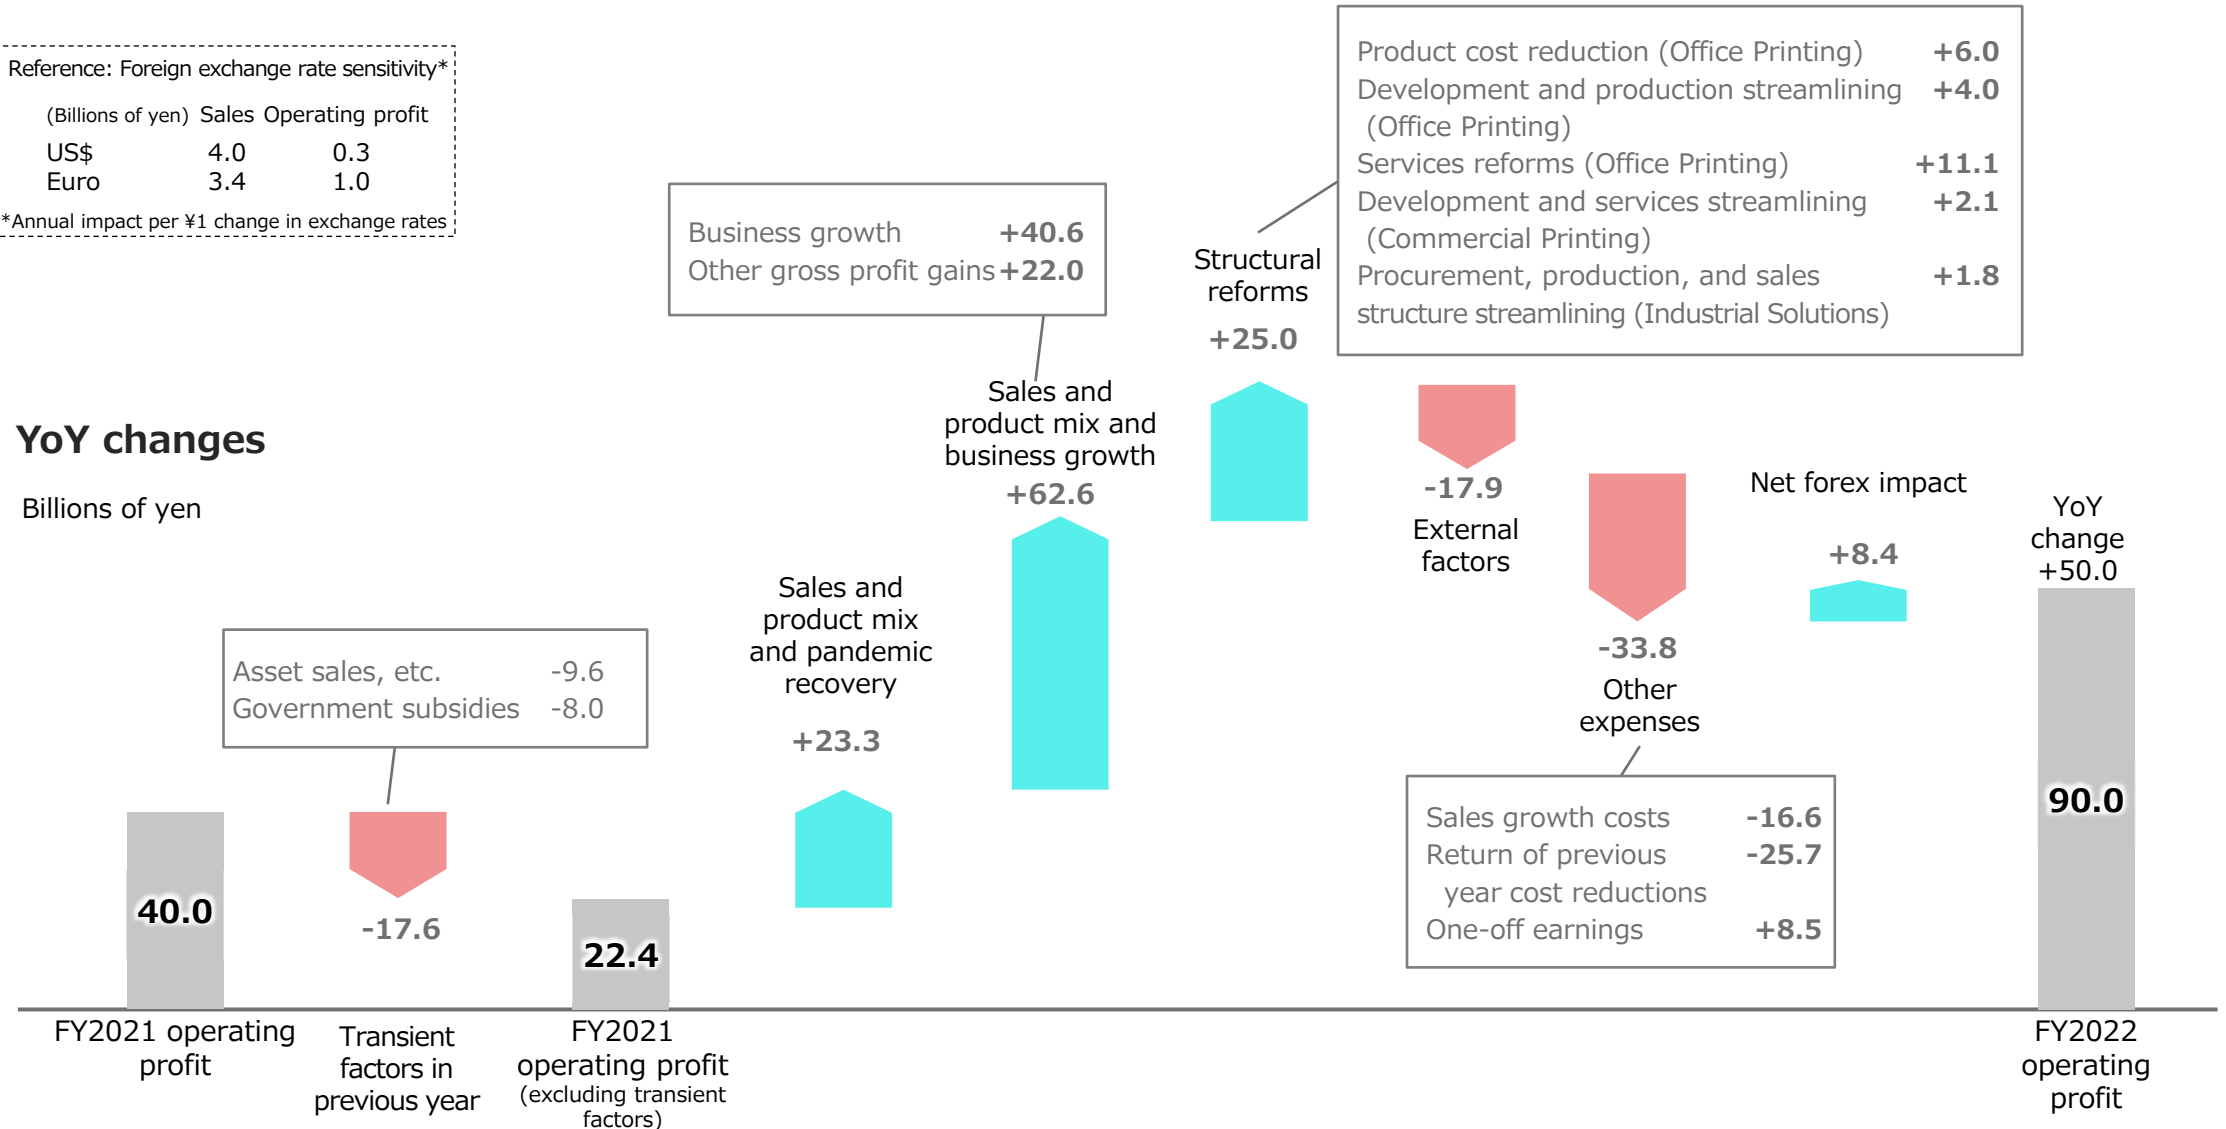 Reference: Foreign exchange rate sensitivity*
(Billions of yen) Sales Operating profit
US$ 4.0 0.3
Euro 3.4 1.0
*Annual impact per ¥1 change in exchange rates
YoY changes
Billions of yen
40.0
FY2021 operating
profit
Asset sales, etc. -9.6
Government subsidies -8.0
-17.6
Transient
factors in
previous year
22.4
FY2021
operating profit
(excluding transient
factors)
Sales and
product mix
and pandemic
recovery
+23.3
Business growth +40.6
Other gross profit gains +22.0
Sales and
product mix and
business growth
+62.6
Structural
reforms
+25.0
Product cost reduction (Office Printing) +6.0
Development and production streamlining +4.0
(Office Printing)
Services reforms (Office Printing) +11.1
Development and services streamlining +2.1
(Commercial Printing)
Procurement, production, and sales +1.8
structure streamlining (Industrial Solutions)
-17.9
External
factors
-33.8
Other
expenses
Sales growth costs -16.6
Return of previous -25.7
year cost reductions
One-off earnings +8.5
Net forex impact
+8.4
YoY
change
+50.0
90.0
FY2022
operating
profit